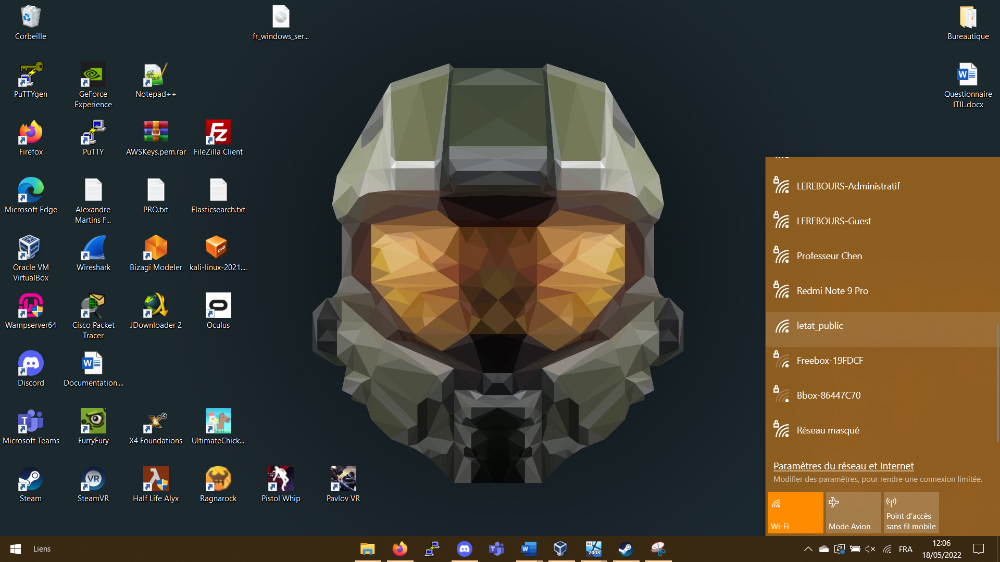 Corbeille
fr_windows_ser...
Bureautique
PuTTYgen
GeForce
Experience
Notepad++
Questionnaire
ITIL.docx
Firefox
PuTTY
AWSKeys.pem.rar
FileZilla Client
Microsoft Edge
Alexandre
Martins F...
PRO.txt
Elasticsearch.txt
Oracle VM
VirtualBox
Wireshark
Bizagi Modeler
kali-linux-2021....
Wampserver64
Cisco Packet
Tracer
JDownloader 2
Oculus
Discord
Documentation....
Microsoft Teams
FurryFury
X4 Foundations
UltimateChick...
Steam
SteamVR
Half Life Alyx
Ragnarock
Pistol Whip
Pavlov VR
LEREBOURS-Administratif
LEREBOURS-Guest
Professeur Chen
Redmi Note 9 Pro
letat_public
Freebox-19FDCF
Bbox-86447C70
Réseau masqué
Paramètres du réseau et Internet
Modifier des paramètres, pour rendre une connexion limitée.
Wi-Fi
Mode Avion
Point d'accès
sans fil mobile
Liens
FRA
12:06
18/05/2022